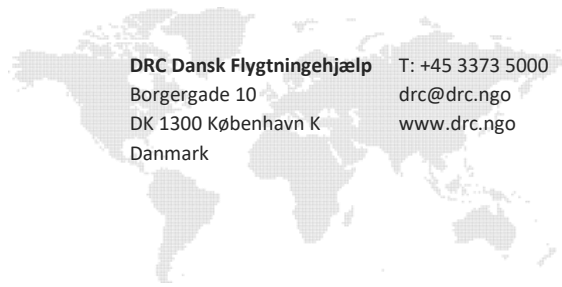 DRC Dansk Flygtningehjælp
Borgergade 10
DK 1300 København K
Danmark
T: +45 3373 5000
drc@drc.ngo
www.drc.ngo